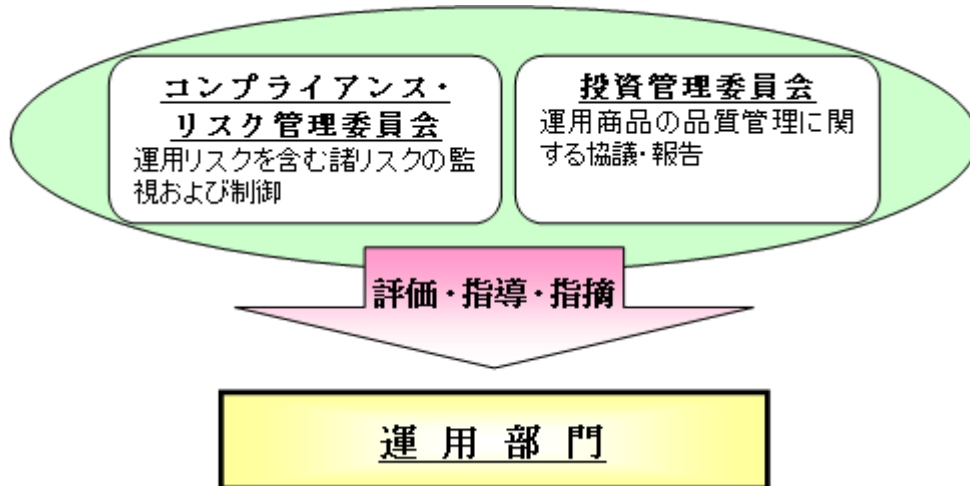 コンプライアンス・
リスク管理委員会
運用リスクを含む諸リスクの監
視および制御
投資管理委員会
運用商品の品質管理に関
する協議・報告
評価・指導・指摘
運用部門